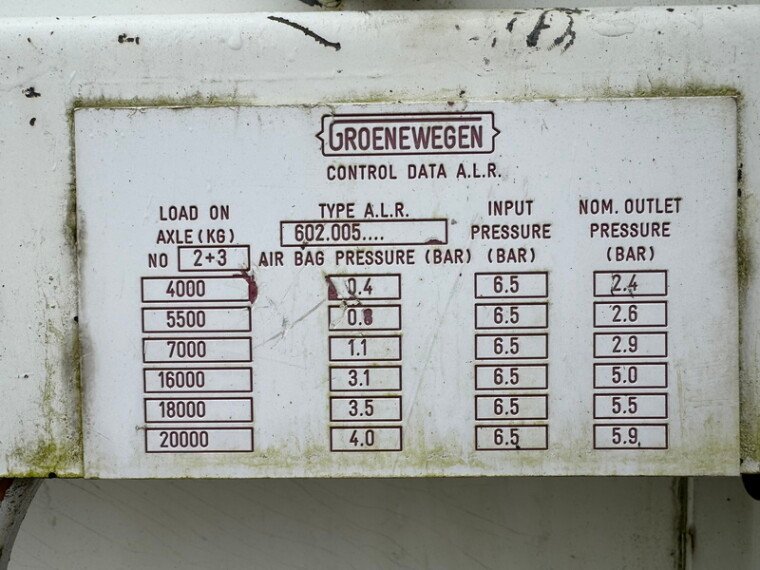 GROENEWEGEN
CONTROL DATA A.L.R.
LOAD ON AXLE (KG) NO 2+3
TYPE A.L.R. 602.005....
AIR BAG PRESSURE (BAR)
INPUT PRESSURE (BAR)
NOM. OUTLET PRESSURE (BAR)
4000 0.4 6.5 2.4
5500 0.8 6.5 2.6
7000 1.1 6.5 2.9
16000 3.1 6.5 5.0
18000 3.5 6.5 5.5
20000 4.0 6.5 5.9